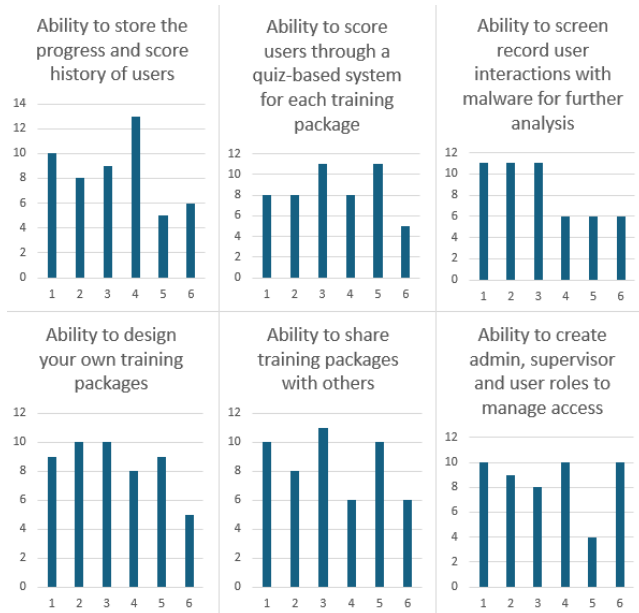 Ability to store the
progress and score
history of users
14
12
10
8
6
4
2
0
1 2 3 4 5 6
Ability to score
users through a
quiz-based system
for each training
package
12
10
8
6
4
2
0
1 2 3 4 5 6
Ability to screen
record user
interactions with
malware for further
analysis
12
10
8
6
4
2
0
1 2 3 4 5 6
Ability to design
your own training
packages
12
10
8
6
4
2
0
1 2 3 4 5 6
Ability to share
training packages
with others
12
10
8
6
4
2
0
1 2 3 4 5 6
Ability to create
admin, supervisor
and user roles to
manage access
12
10
8
6
4
2
0
1 2 3 4 5 6